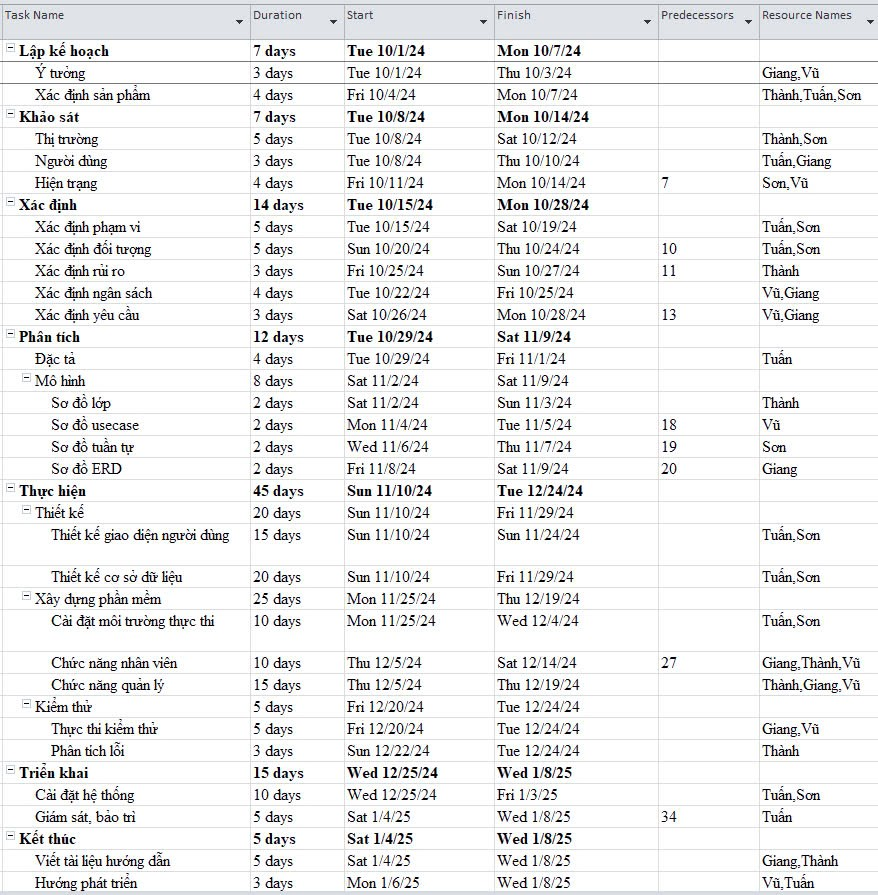 Task Name Duration Start Finish Predecessors Resource Names
Lập kế hoạch 7 days Tue 10/1/24 Mon 10/7/24
Ý tưởng 3 days Tue 10/1/24 Thu 10/3/24 Giang,Vũ
Xác định sản phẩm 4 days Fri 10/4/24 Mon 10/7/24 Thành,Tuấn,Sơn
Khảo sát 7 days Tue 10/8/24 Mon 10/14/24
Thị trường 5 days Tue 10/8/24 Sat 10/12/24 Thành,Sơn
Người dùng 3 days Tue 10/8/24 Thu 10/10/24 Tuấn,Giang
Hiện trạng 4 days Fri 10/11/24 Mon 10/14/24 7 Sơn,Vũ
Xác định 14 days Tue 10/15/24 Mon 10/28/24
Xác định phạm vi 5 days Tue 10/15/24 Sat 10/19/24 Tuấn,Sơn
Xác định đối tượng 5 days Sun 10/20/24 Thu 10/24/24 10 Tuấn,Sơn
Xác định rủi ro 3 days Fri 10/25/24 Sun 10/27/24 11 Thành
Xác định ngân sách 4 days Tue 10/22/24 Fri 10/25/24 Vũ,Giang
Xác định yêu cầu 3 days Sat 10/26/24 Mon 10/28/24 13 Vũ,Giang
Phân tích 12 days Tue 10/29/24 Sat 11/9/24
Đặc tả 4 days Tue 10/29/24 Fri 11/1/24 Tuấn
Mô hình 8 days Sat 11/2/24 Sat 11/9/24
Sơ đồ lớp 2 days Sat 11/2/24 Sun 11/3/24 Thành
Sơ đồ usecase 2 days Mon 11/4/24 Tue 11/5/24 18 Vũ
Sơ đồ tuần tự 2 days Wed 11/6/24 Thu 11/7/24 19 Sơn
Sơ đồ ERD 2 days Fri 11/8/24 Sat 11/9/24 20 Giang
Thực hiện 45 days Sun 11/10/24 Tue 12/24/24
Thiết kế 20 days Sun 11/10/24 Fri 11/29/24
Thiết kế giao diện người dùng 15 days Sun 11/10/24 Sun 11/24/24 Tuấn,Sơn
Thiết kế cơ sở dữ liệu 20 days Sun 11/10/24 Fri 11/29/24 Tuấn,Sơn
Xây dựng phần mềm 25 days Mon 11/25/24 Thu 12/19/24
Cài đặt môi trường thực thi 10 days Mon 11/25/24 Wed 12/4/24 Tuấn,Sơn
Chức năng nhân viên 10 days Thu 12/5/24 Sat 12/14/24 27 Giang,Thành,Vũ
Chức năng quản lý 15 days Thu 12/5/24 Thu 12/19/24 Thành,Giang,Vũ
Kiểm thử 5 days Fri 12/20/24 Tue 12/24/24
Thực thi kiểm thử 5 days Fri 12/20/24 Tue 12/24/24 Giang,Vũ
Phân tích lỗi 3 days Sun 12/22/24 Tue 12/24/24 Thành
Triển khai 15 days Wed 12/25/24 Wed 1/8/25
Cài đặt hệ thống 10 days Wed 12/25/24 Fri 1/3/25 Tuấn,Sơn
Giám sát, bảo trì 5 days Sat 1/4/25 Wed 1/8/25 34 Tuấn
Kết thúc 5 days Sat 1/4/25 Wed 1/8/25
Viết tài liệu hướng dẫn 5 days Sat 1/4/25 Wed 1/8/25 Giang,Thành
Hướng phát triển 3 days Mon 1/6/25 Wed 1/8/25 Vũ,Tuấn